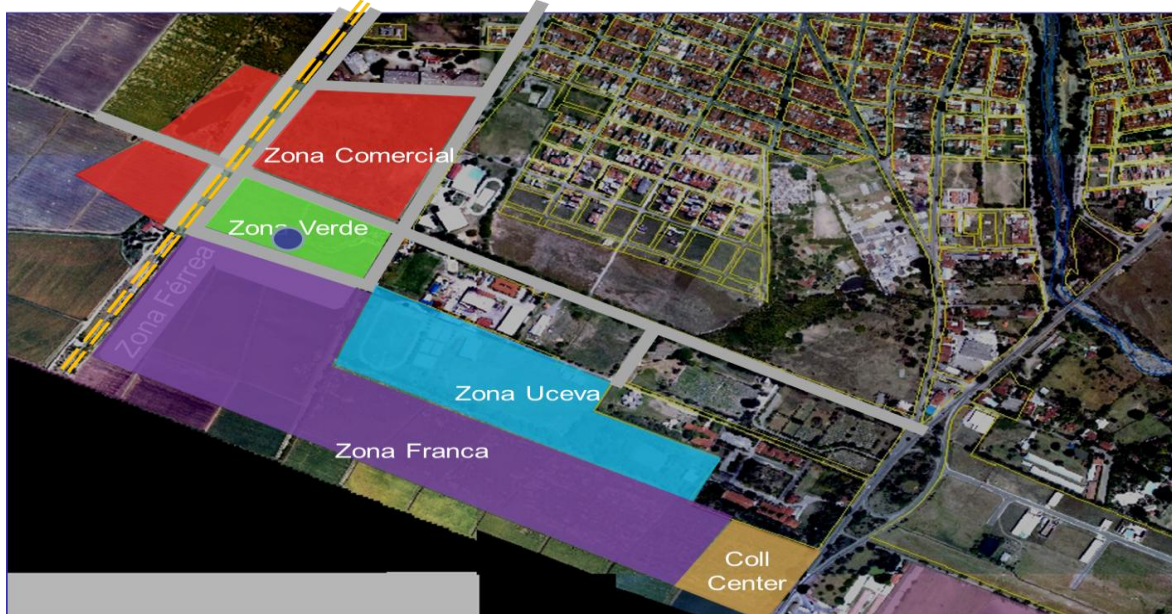 Zona Comercial
Zona Verde
Zona Férrea
Zona Uceva
Zona Franca
Coll
Center